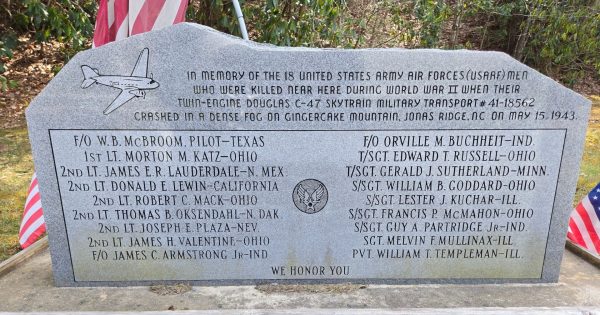 IN MEMORY OF THE 18 UNITED STATES ARMY AIR FORCES (USAAF) MEN
WHO WERE KILLED NEAR HERE DURING WORLD WAR II WHEN THEIR
TWIN-ENGINE DOUGLAS C-47 SKYTRAIN MILITARY TRANSPORT # 41-18562
CRASHED IN A DENSE FOG ON GINGERCAKE MOUNTAIN, JONAS RIDGE, NC ON MAY 15, 1943.
F/O W.B. McBROOM, PILOT-TEXAS
1ST LT. MORTON M. KATZ-OHIO
2ND LT. JAMES E.R. LAUDERDALE-N. MEX.
2ND LT. DONALD E. LEWIN-CALIFORNIA
2ND LT. ROBERT C. MACK-OHIO
2ND LT. THOMAS B. OKSENDAHL-N. DAK.
2ND LT. JOSEPH E. PLAZA-NEV.
2ND LT. JAMES H. VALENTINE-OHIO
F/O JAMES C. ARMSTRONG JR-IND
F/O ORVILLE M. BUCHHEIT-IND.
T/SGT. EDWARD T. RUSSELL-OHIO
T/SGT. GERALD J. SUTHERLAND-MINN.
S/SGT. WILLIAM B. GODDARD-OHIO
S/SGT. LESTER J. KUCHAR-ILL.
S/SGT. FRANCIS P. McMAHON-OHIO
S/SGT. GUY A. PARTRIDGE JR-IND
SGT. MELVIN F. MULLINAX-ILL
PVT. WILLIAM T. TEMPLEMAN-ILL.
WE HONOR YOU